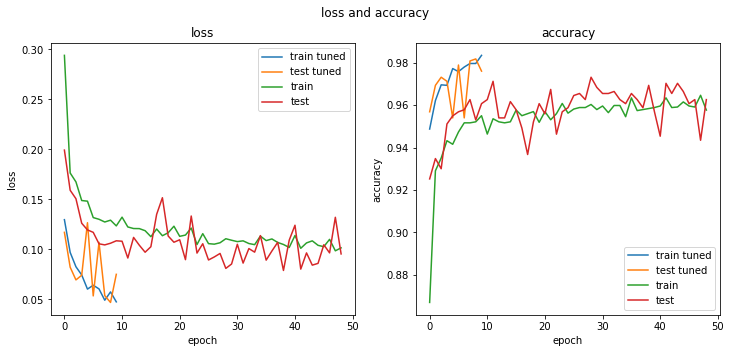 loss and accuracy
loss
0.30
0.25
0.20
0.15
0.10
0.05
loss
0 10 20 30 40 50
epoch
train tuned
test tuned
train
test
accuracy
0.98
0.96
0.94
0.92
0.90
0.88
accuracy
0 10 20 30 40 50
epoch
train tuned
test tuned
train
test